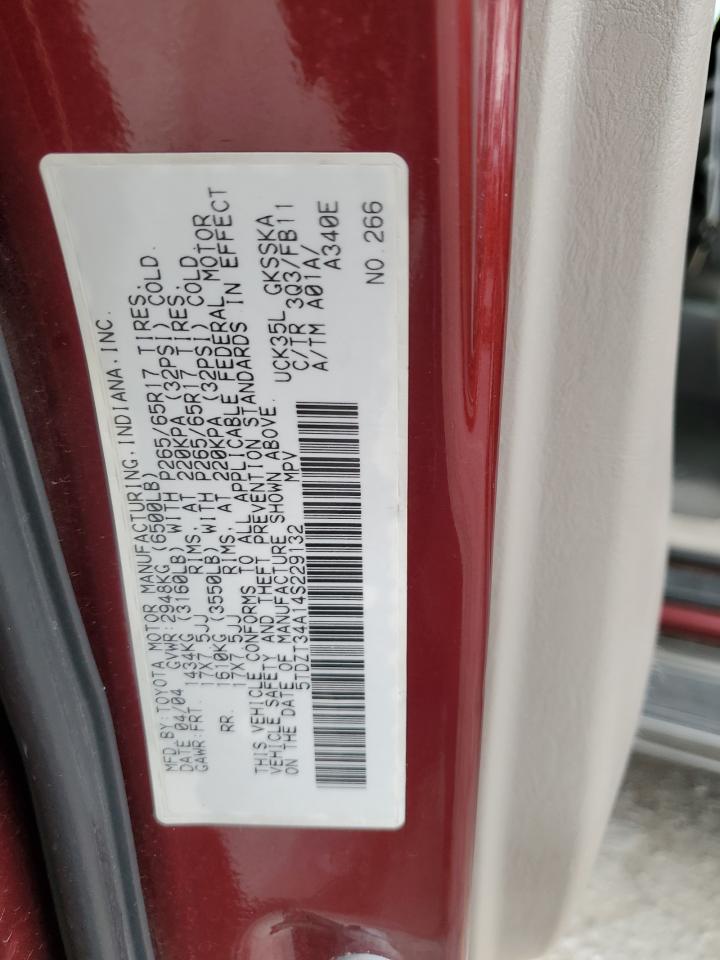 MFD.BY:TOYOTA MOTOR MANUFACTURING.INDIANA.INC.
DATE 04/04 GVWR:2948KG (6500LB)
GAWR:FRT. 1434KG (3160LB) WITH P265/65R17 TIRES.
17X7.5JJ RIMS. AT 220KPA (32PSI) COLD.
RR. 1610KG (3550LB) WITH P265/65R17 TIRES.
17X7.5JJ RIMS. AT 220KPA (32PSI) COLD
THIS VEHICLE CONFORMS TO ALL APPLICABLE FEDERAL MOTOR
VEHICLE SAFETY AND THEFT PREVENTION STANDARDS IN EFFECT
ON THE DATE OF MANUFACTURE SHOWN ABOVE.
5TDZT34A14S229132 MPV
UCK35L GKSSKA
C/TR 3Q3/FB11
A/TM A01A/
A340E
NO.266